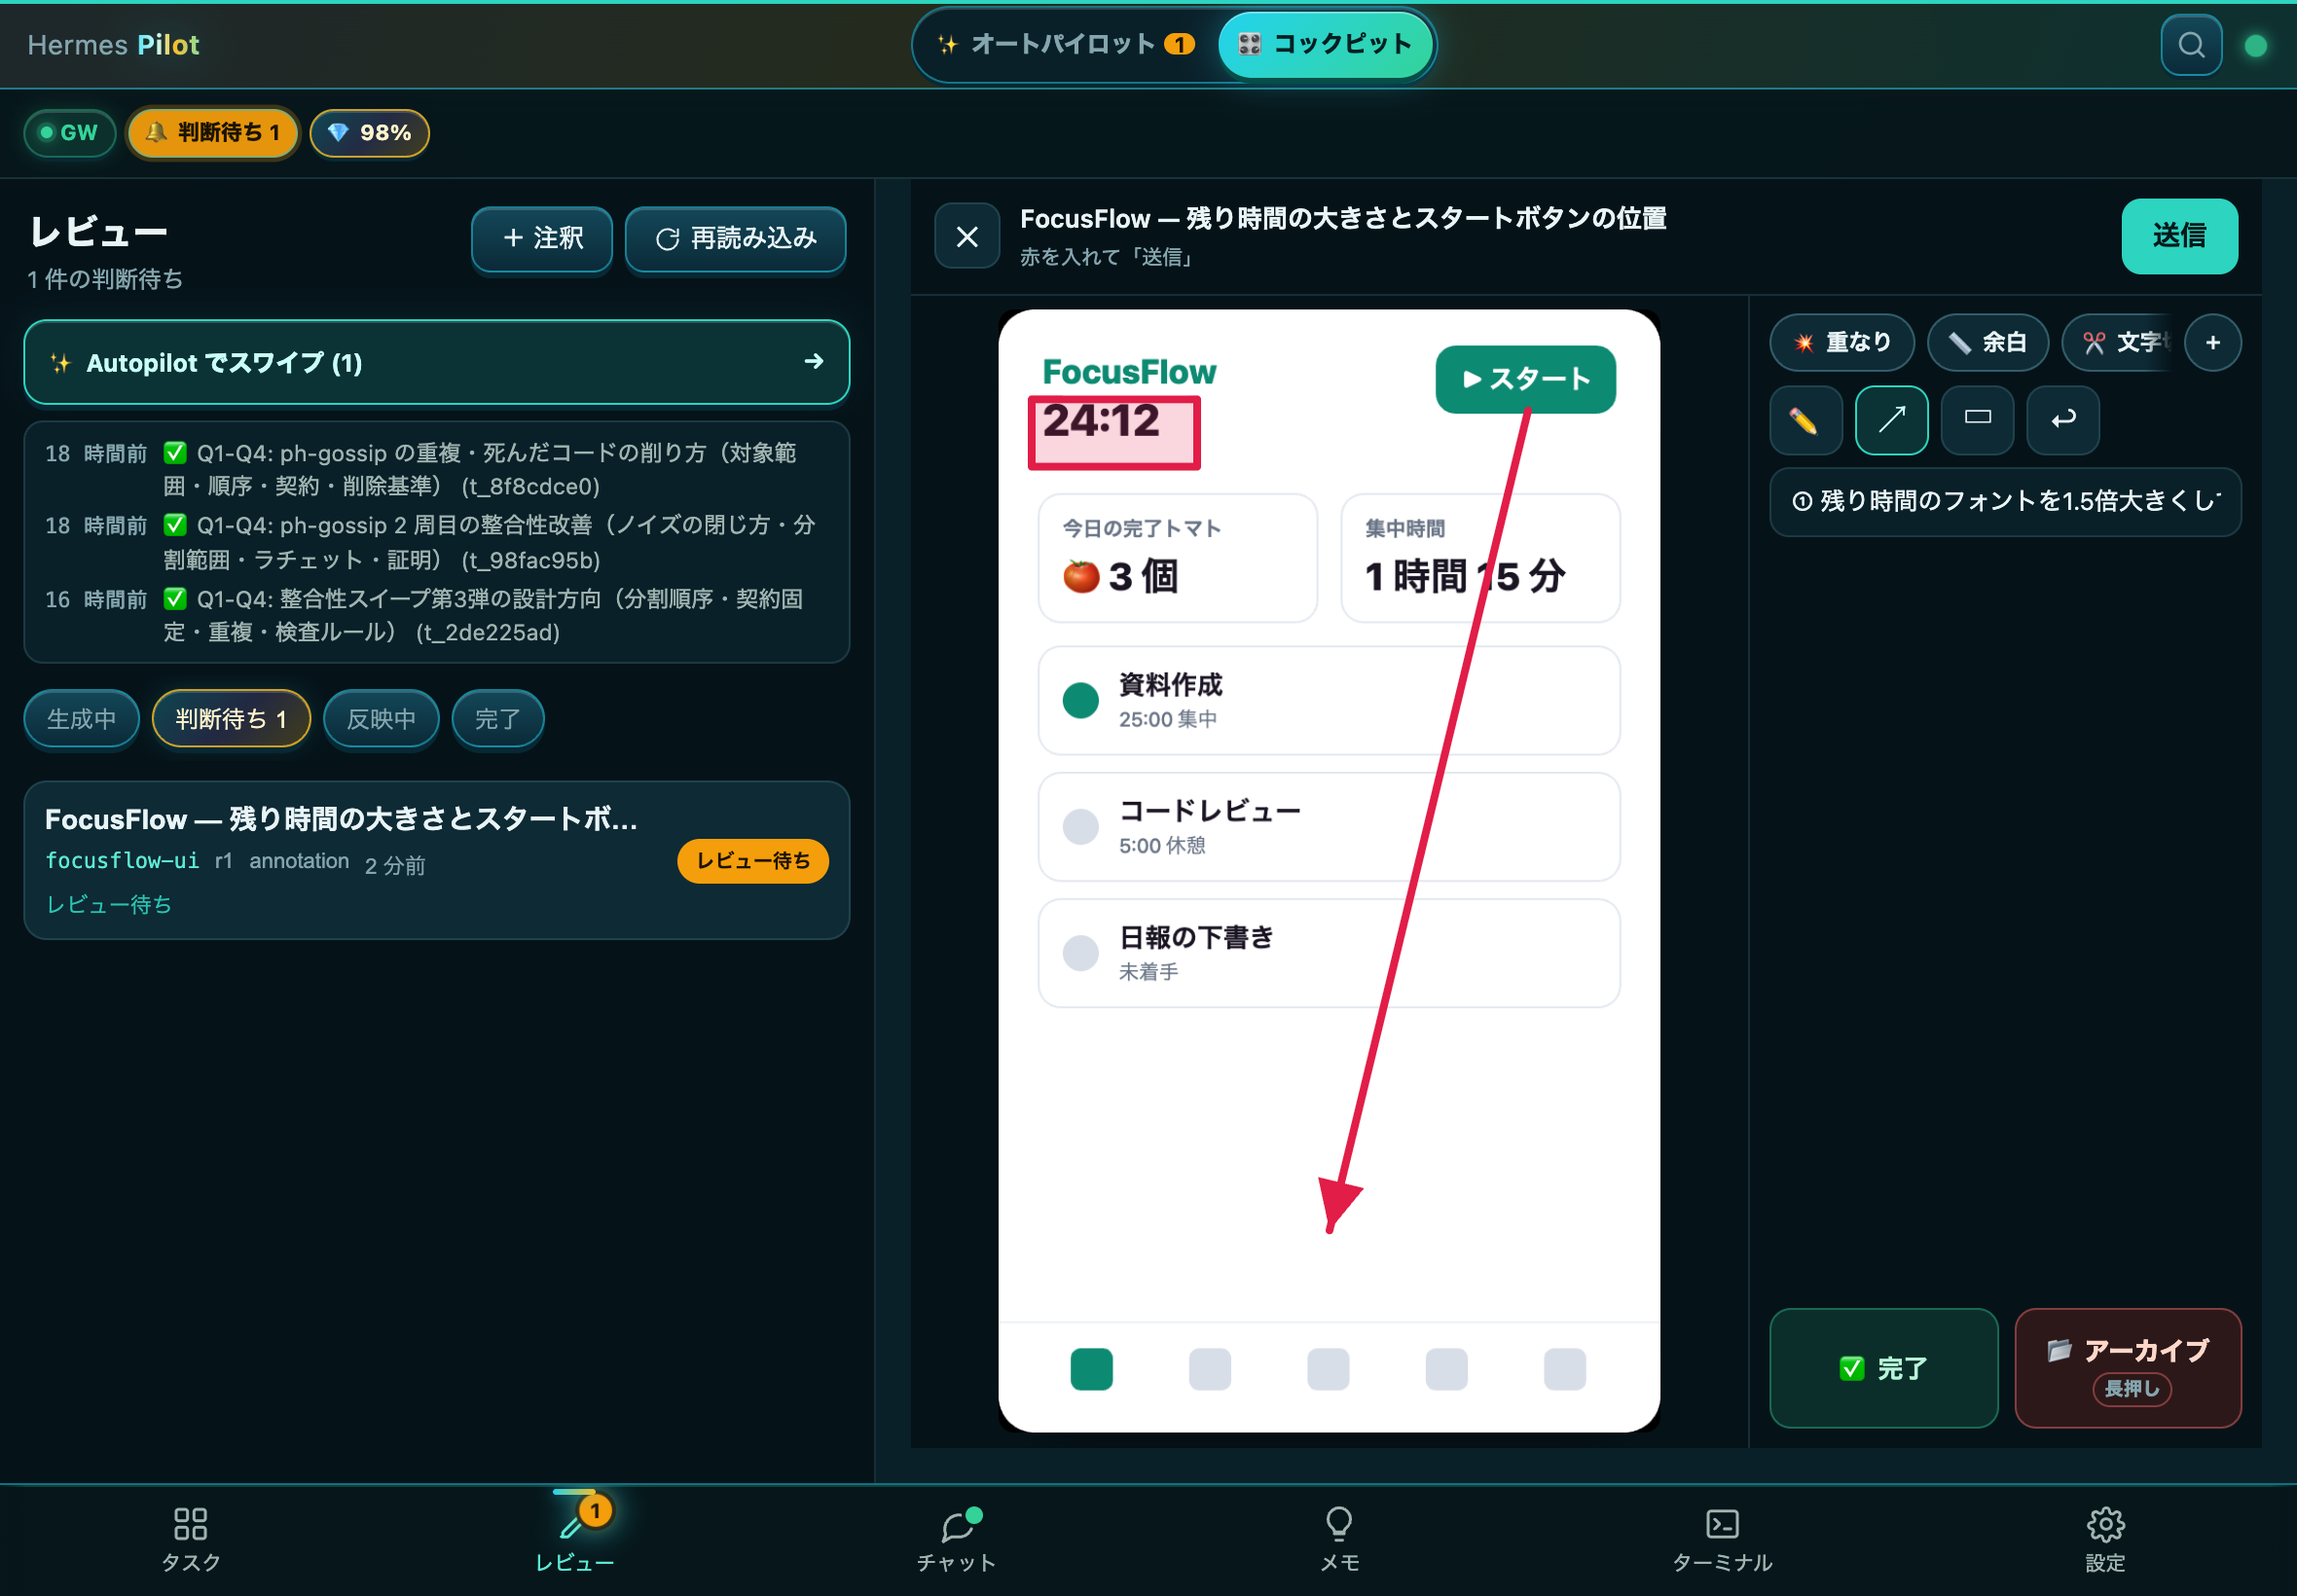 Hermes Pilot
✨ オートパイロット 1
🎛️ コックピット
GW
🔔 判断待ち 1
💎 98%
レビュー
1 件の判断待ち
+ 注釈
再読み込み
✨ Autopilot でスワイプ (1) →
18 時間前 ✅ Q1-Q4: ph-gossip の重複・死んだコードの削り方（対象範
囲・順序・契約・削除基準） (t_8f8cdce0)
18 時間前 ✅ Q1-Q4: ph-gossip 2 周目の整合性改善（ノイズの閉じ方・分
割範囲・ラチェット・証明） (t_98fac95b)
16 時間前 ✅ Q1-Q4: 整合性スイープ第3弾の設計方向（分割順序・契約固
定・重複・検査ルール） (t_2de225ad)
生成中
判断待ち 1
反映中
完了
FocusFlow — 残り時間の大きさとスタートボ…
focusflow-ui r1 annotation 2 分前
レビュー待ち
レビュー待ち
FocusFlow — 残り時間の大きさとスタートボタンの位置
赤を入れて「送信」
送信
FocusFlow
24:12
▶ スタート
今日の完了トマト
🍅 3 個
集中時間
1 時間 15 分
資料作成
25:00 集中
コードレビュー
5:00 休憩
日報の下書き
未着手
💥 重なり
📏 余白
✂️ 文字
+
① 残り時間のフォントを1.5倍大きくし
✅ 完了
📂 アーカイブ
長押し
タスク
1
レビュー
チャット
メモ
ターミナル
設定